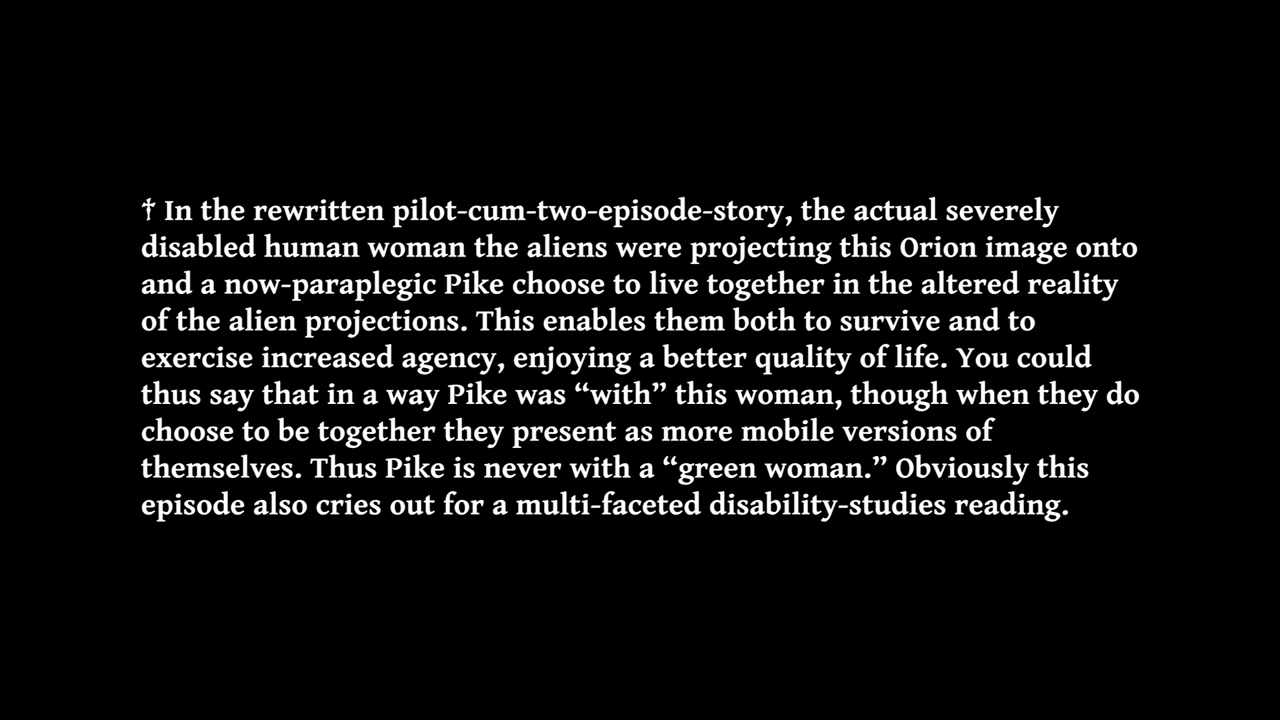 † In the rewritten pilot-cum-two-episode-story, the actual severely
disabled human woman the aliens were projecting this Orion image onto
and a now-paraplegic Pike choose to live together in the altered reality
of the alien projections. This enables them both to survive and to
exercise increased agency, enjoying a better quality of life. You could
thus say that in a way Pike was “with” this woman, though when they do
choose to be together they present as more mobile versions of
themselves. Thus Pike is never with a “green woman.” Obviously this
episode also cries out for a multi-faceted disability-studies reading.